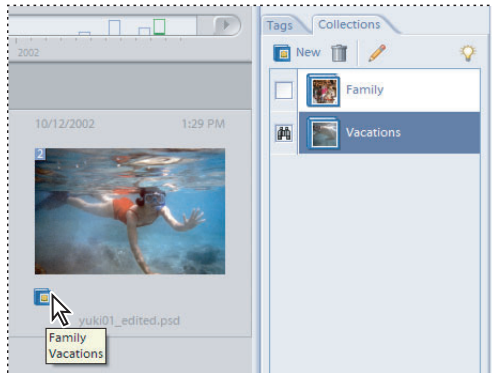 2002
10/12/2002 1:29 PM
2
yuki01_edited.psd
Family
Vacations
Tags Collections
New
Family
Vacations